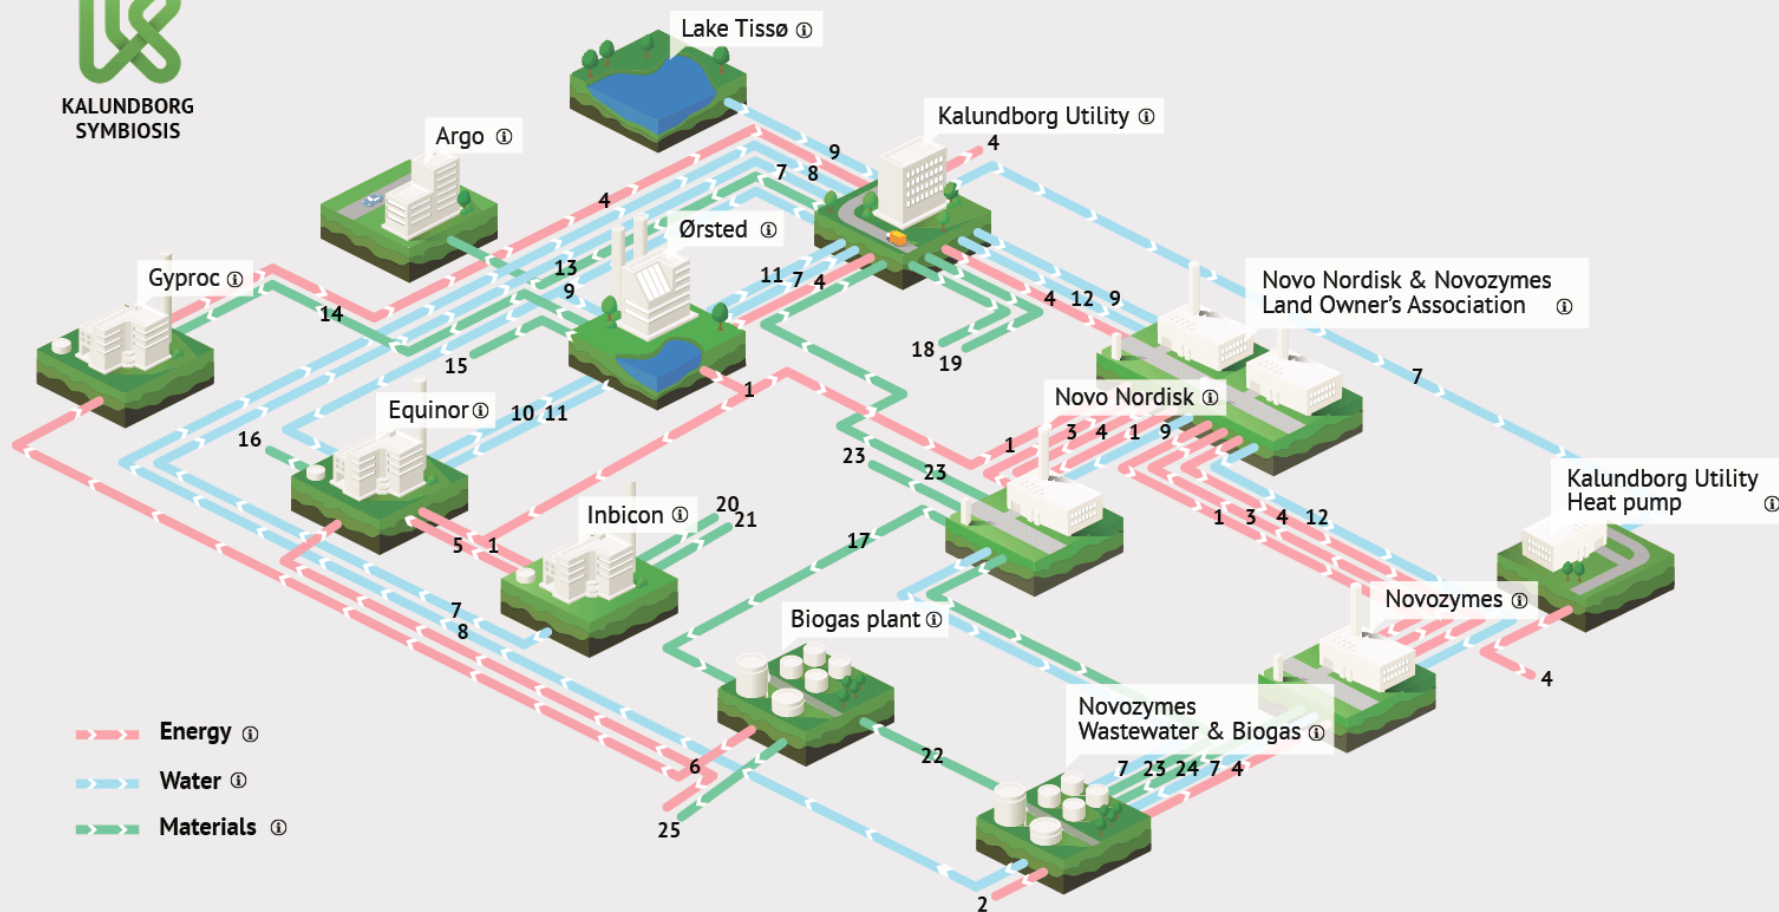 KALUNDBORG
SYMBIOSIS
Lake Tissø
Kalundborg Utility
Argo
4
9
7 8
4
Ørsted
Gyproc
13
9
11 7 4
Novo Nordisk & Novozymes
Land Owner's Association
4 12 9
14
15
18
19
7
1
Novo Nordisk
Equinor
10 11
16
1 3 4 1 9
23
23
Kalundborg Utility
Heat pump
Inbicon
20
21
1 3 4 12
5 1
17
7
8
Biogas plant
Novozymes
4
Novozymes
Wastewater & Biogas
Energy
Water
Materials
6
22
7 23 24 7 4
25
2